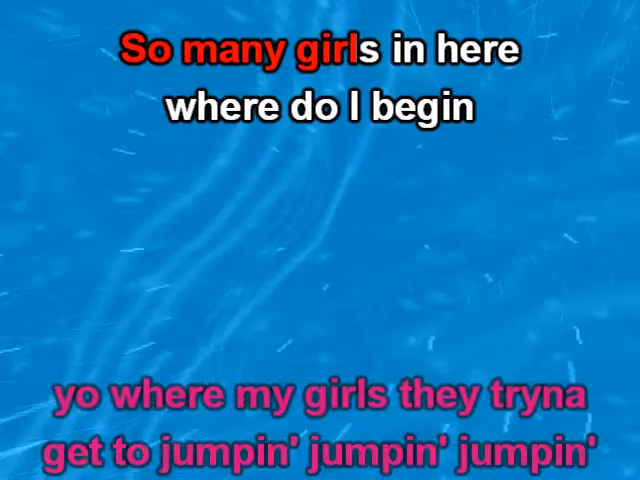 So many girls in here
where do I begin
yo where my girls they tryna
get to jumpin' jumpin' jumpin'